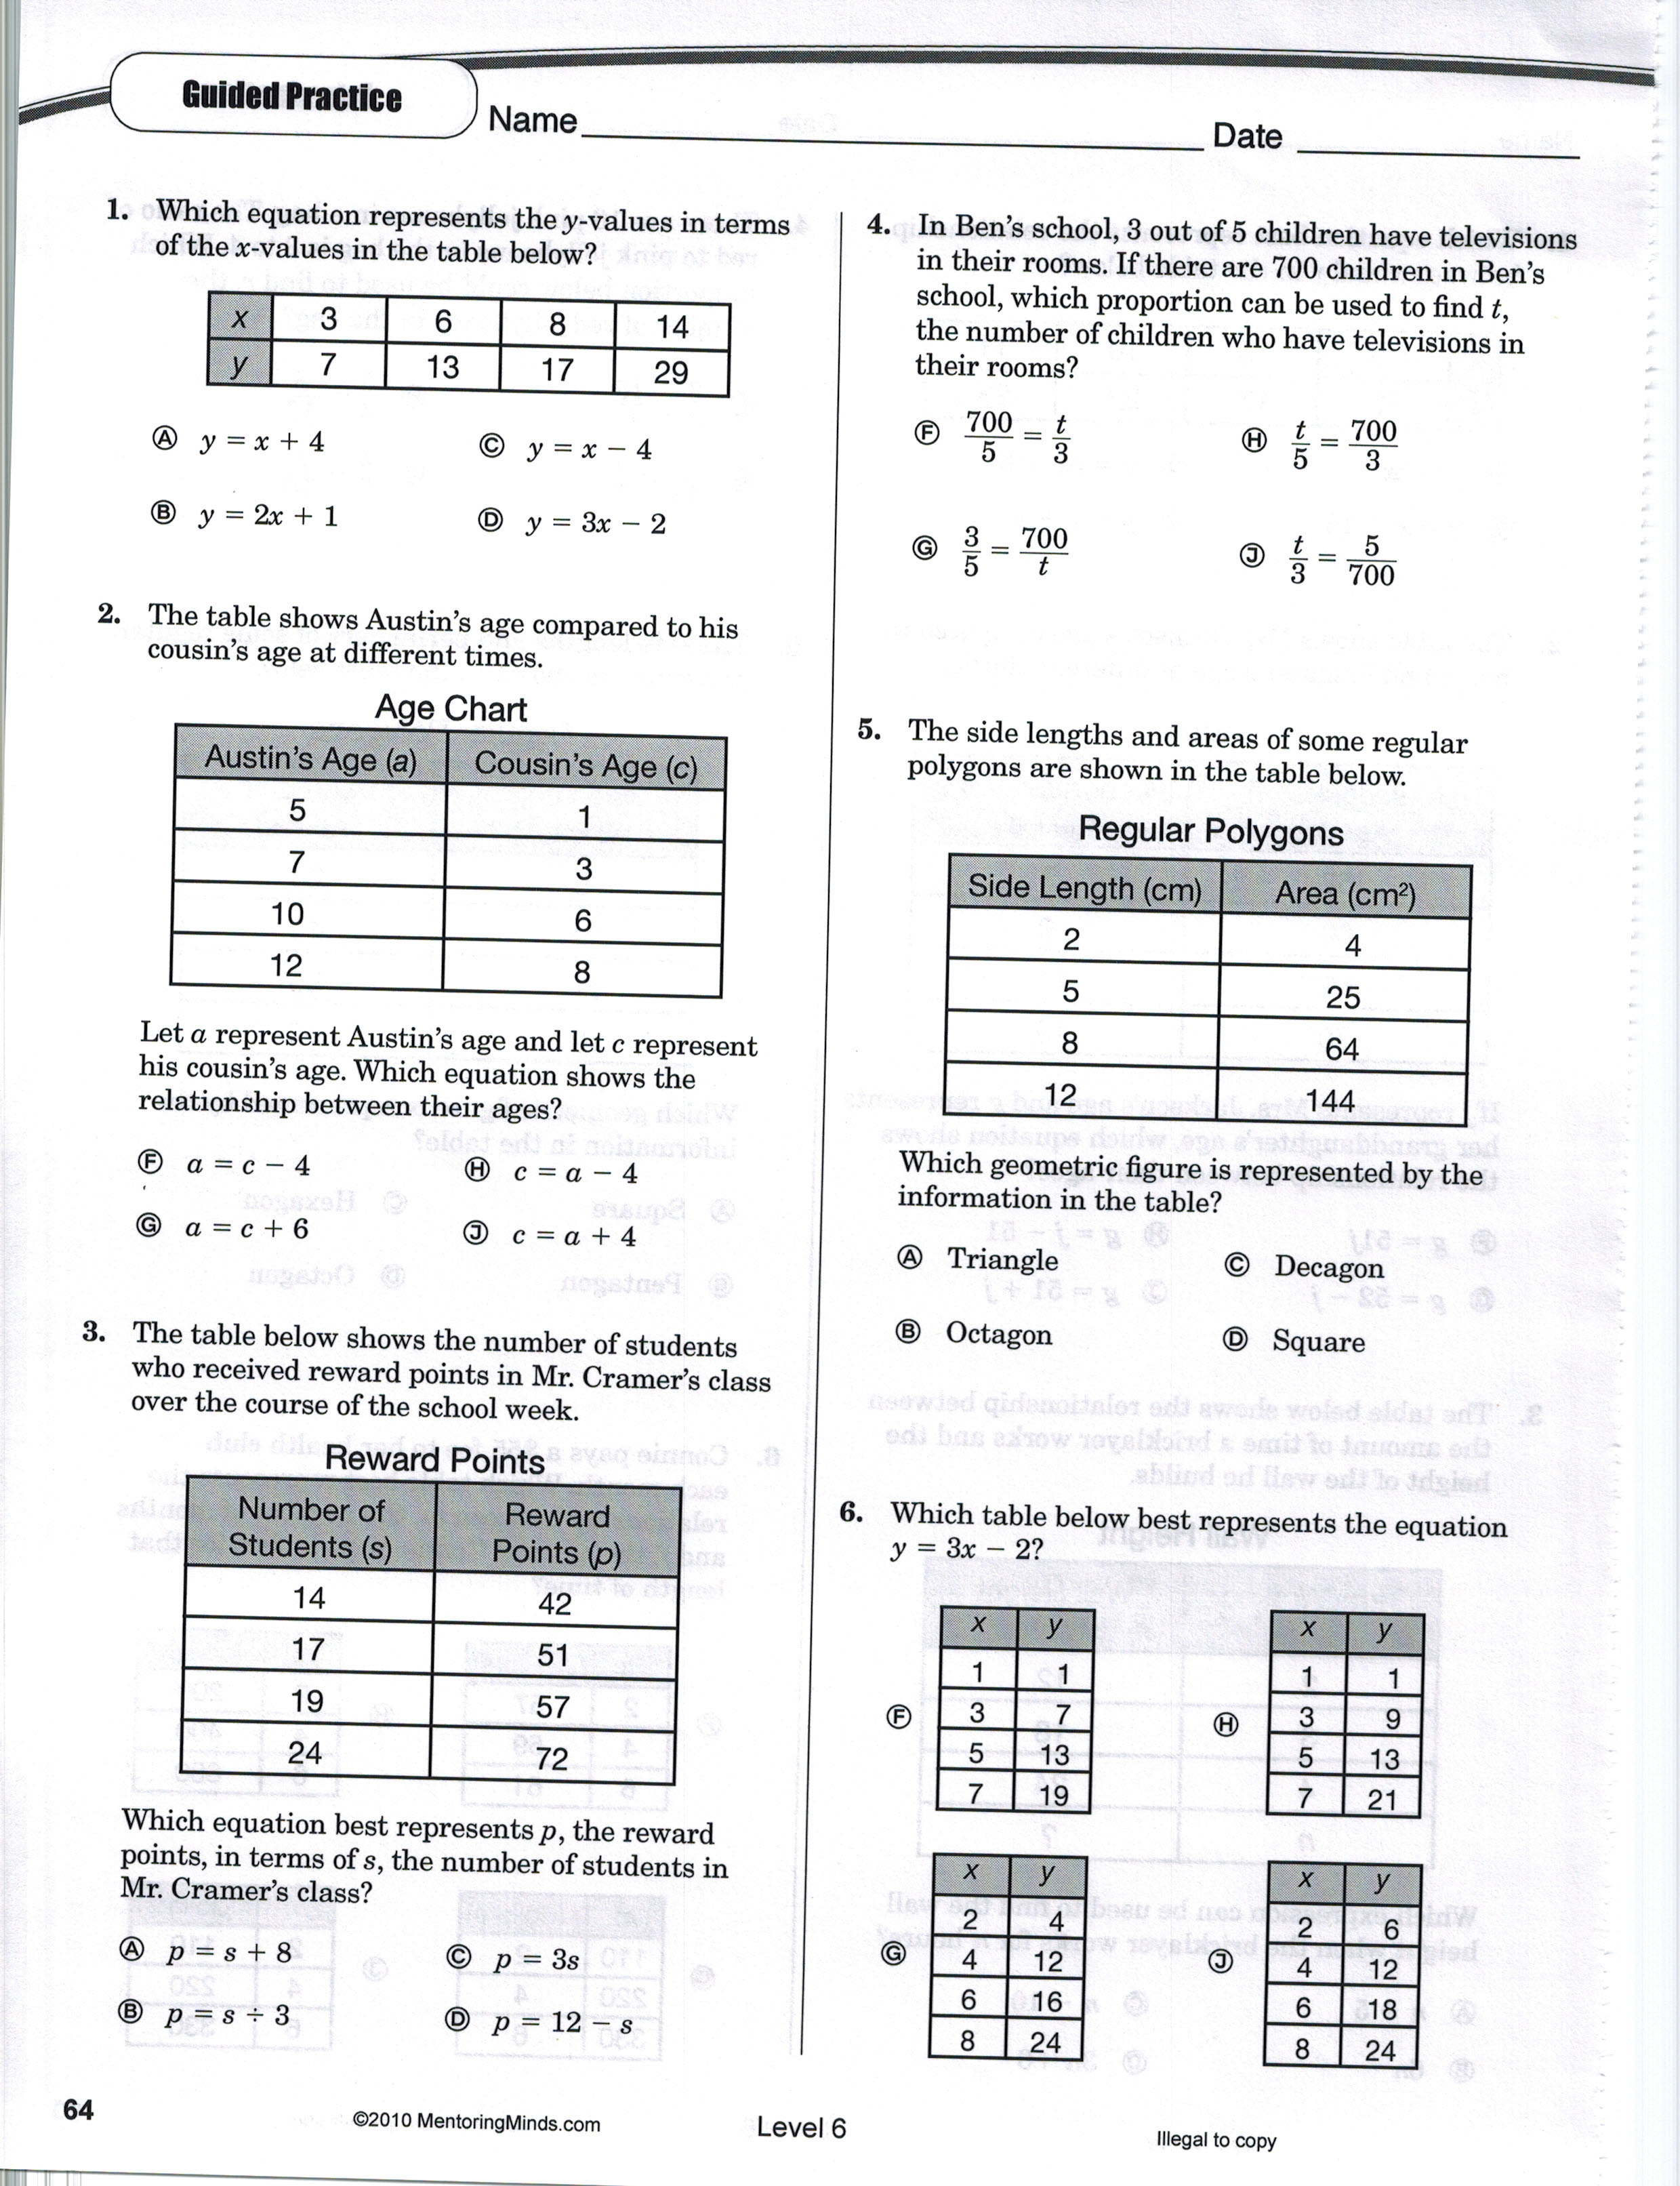 Guided Practice
Name
Date
1. Which equation represents the y-values in terms
of the x-values in the table below?
x 3 6 8 14
y 7 13 17 29
Ⓐ y = x + 4
Ⓒ y = x − 4
Ⓑ y = 2x + 1
Ⓓ y = 3x − 2
2. The table shows Austin's age compared to his
cousin's age at different times.
Age Chart
Austin's Age (a) Cousin's Age (c)
5 1
7 3
10 6
12 8
Let a represent Austin's age and let c represent
his cousin's age. Which equation shows the
relationship between their ages?
Ⓕ a = c − 4
Ⓗ c = a − 4
Ⓖ a = c + 6
Ⓙ c = a + 4
3. The table below shows the number of students
who received reward points in Mr. Cramer's class
over the course of the school week.
Reward Points
Number of Students (s) Reward Points (p)
14 42
17 51
19 57
24 72
Which equation best represents p, the reward
points, in terms of s, the number of students in
Mr. Cramer's class?
Ⓐ p = s + 8
Ⓒ p = 3s
Ⓑ p = s ÷ 3
Ⓓ p = 12 − s
4. In Ben's school, 3 out of 5 children have televisions
in their rooms. If there are 700 children in Ben's
school, which proportion can be used to find t,
the number of children who have televisions in
their rooms?
Ⓕ 700/5 = t/3
Ⓗ t/5 = 700/3
Ⓖ 3/5 = 700/t
Ⓙ t/3 = 5/700
5. The side lengths and areas of some regular
polygons are shown in the table below.
Regular Polygons
Side Length (cm) Area (cm²)
2 4
5 25
8 64
12 144
Which geometric figure is represented by the
information in the table?
Ⓐ Triangle
Ⓒ Decagon
Ⓑ Octagon
Ⓓ Square
6. Which table below best represents the equation
y = 3x − 2?
Ⓕ
x y
1 1
3 7
5 13
7 19
Ⓗ
x y
1 1
3 9
5 13
7 21
Ⓖ
x y
2 4
4 12
6 16
8 24
Ⓙ
x y
2 6
4 12
6 18
8 24
64
©2010 MentoringMinds.com
Level 6
Illegal to copy